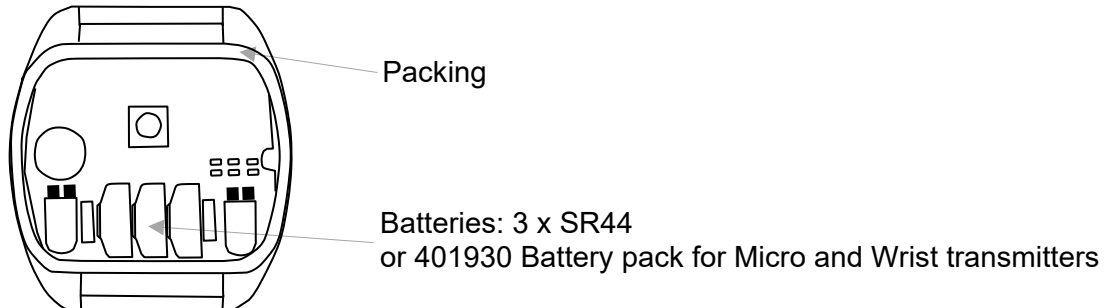 Packing
Batteries: 3 x SR44
or 401930 Battery pack for Micro and Wrist transmitters